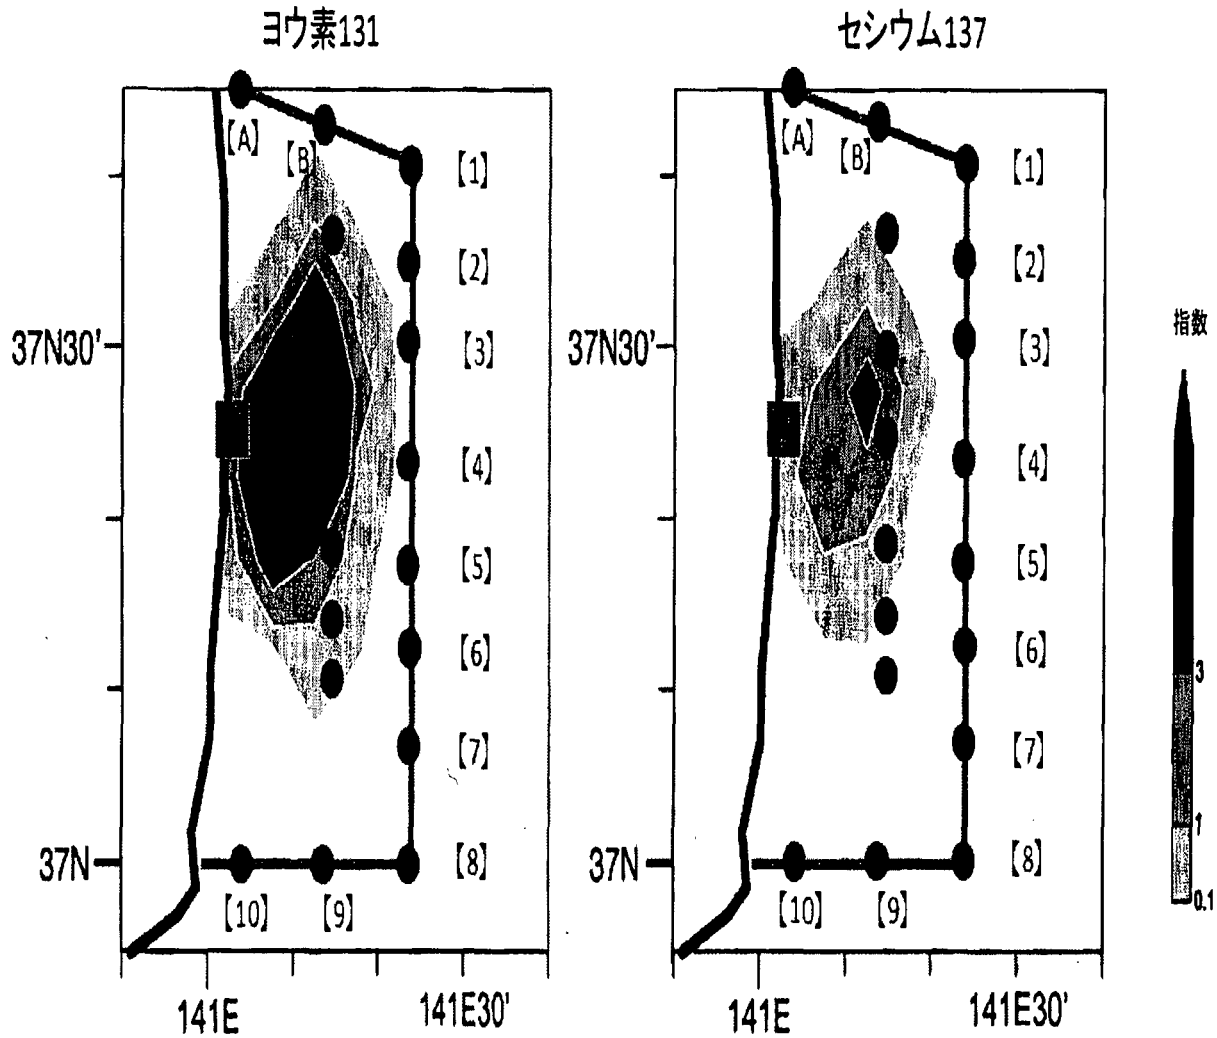 ヨウ素131
【A】
【B】
【1】
【2】
【3】
【4】
【5】
【6】
【7】
【8】
【9】
【10】
37N30'
37N
141E
141E30'
セシウム137
【A】
【B】
【1】
【2】
【3】
【4】
【5】
【6】
【7】
【8】
【9】
【10】
37N30'
37N
141E
141E30'
指数
3
1
0.1